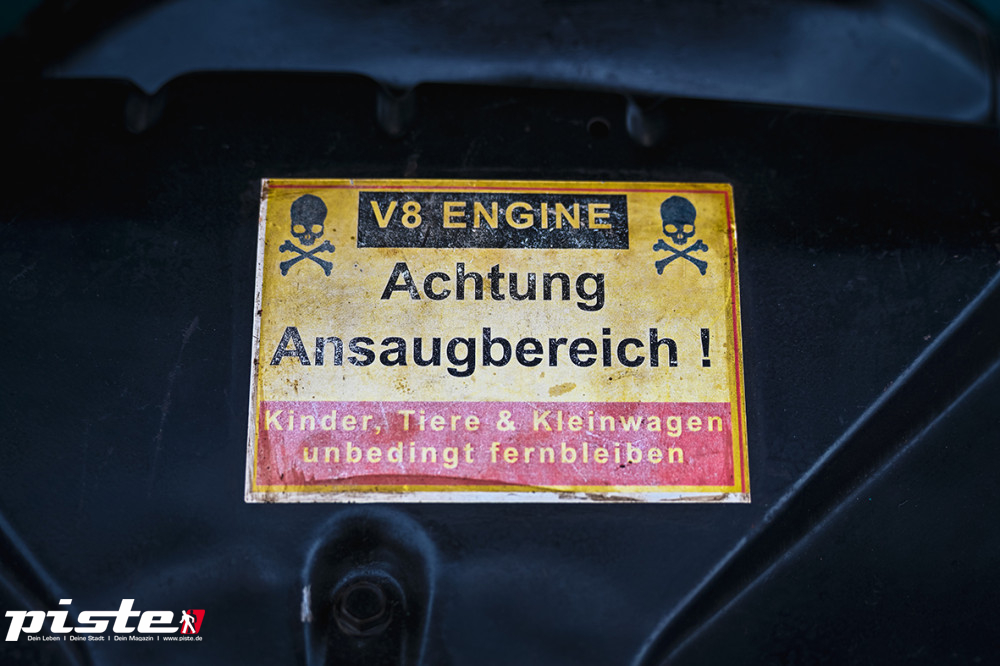 V8 ENGINE
Achtung
Ansaugbereich !
Kinder, Tiere & Kleinwagen
unbedingt fernbleiben
piste
Dein Leben I Deine Stadt I Dein Magazin I www.piste.de